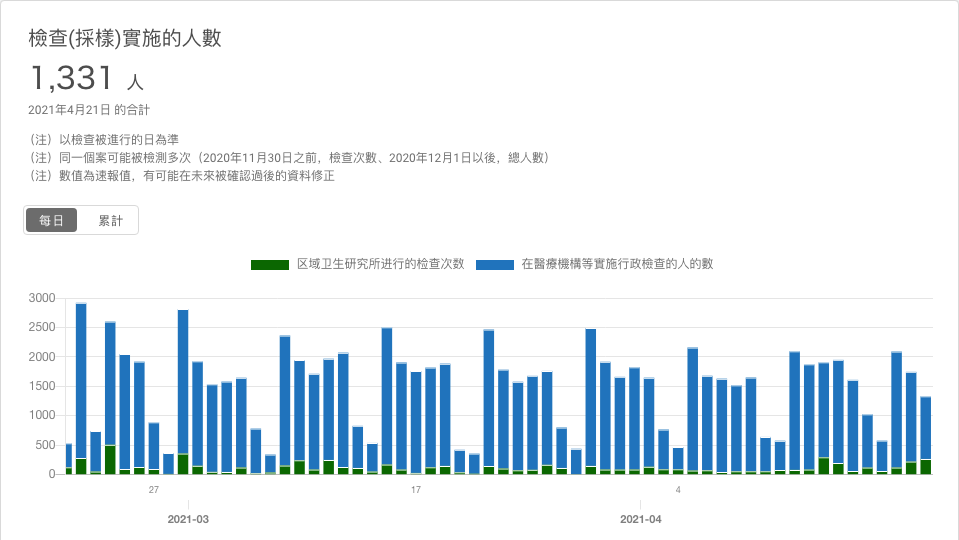 檢查(採樣)實施的人數
1,331 人
2021年4月21日 的合計
（注）以檢查被進行的日為準
（注）同一個案可能被檢測多次（2020年11月30日之前，檢查次數、2020年12月1日以後，總人數）
（注）數值為速報值，有可能在未來被確認過後的資料修正
每日 累計
区域卫生研究所进行的检查次数 在醫療機構等實施行政檢查的人的數
3000
2500
2000
1500
1000
500
0
27 17 4
2021-03 2021-04